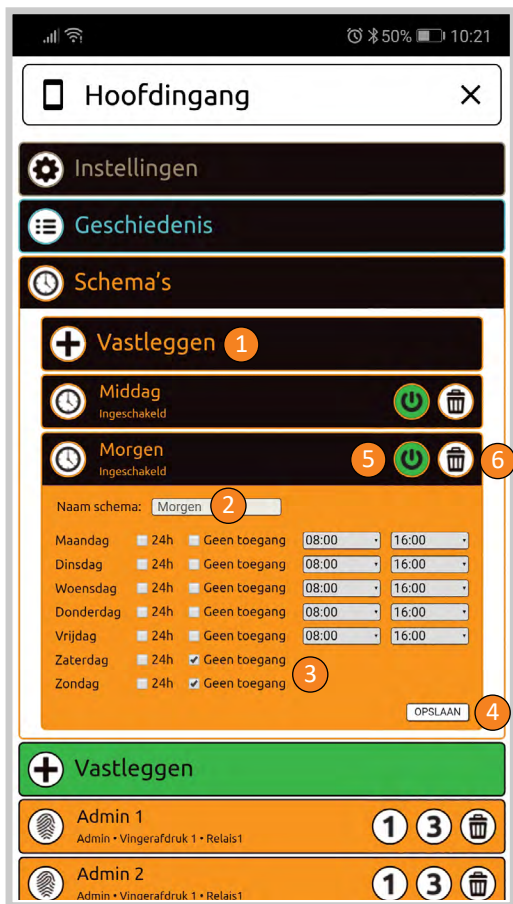 50% 10:21
Hoofdingang
Instellingen
Geschiedenis
Schema's
Vastleggen 1
Middag
Ingeschakeld
Morgen
Ingeschakeld
5 6
Naam schema: Morgen 2
Maandag 24h Geen toegang 08:00 16:00
Dinsdag 24h Geen toegang 08:00 16:00
Woensdag 24h Geen toegang 08:00 16:00
Donderdag 24h Geen toegang 08:00 16:00
Vrijdag 24h Geen toegang 08:00 16:00
Zaterdag 24h Geen toegang
3
Zondag 24h Geen toegang
OPSLAAN 4
Vastleggen
Admin 1 1 3
Admin • Vingerafdruk 1 • Relais1
Admin 2 1 3
Admin • Vingerafdruk 1 • Relais1